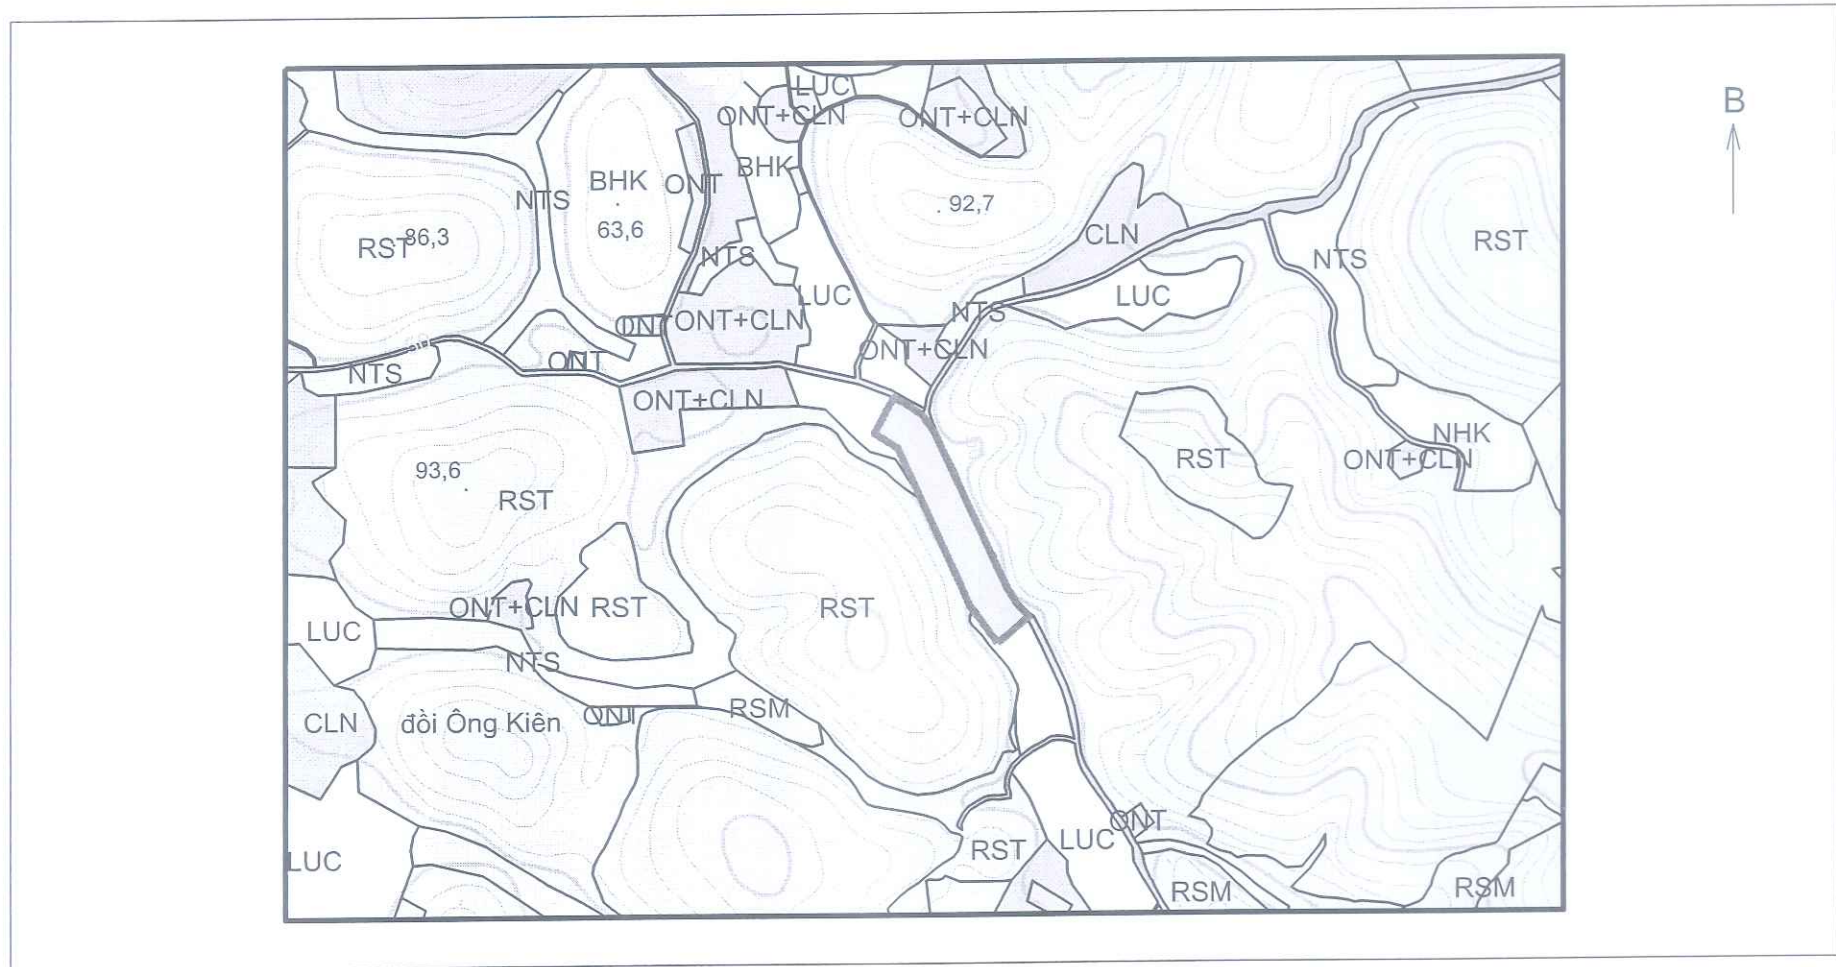 LUC
B
ONT+CLN
ONT+CLN
BHK
BHK
ONT
NTS
92,7
63,6
RST
86,3
CLN
RST
NTS
NTS
LUC
LUC
NTS
ONT
ONT+CLN
ONT+CLN
ONT
NTS
ONT+CLN
NHK
ONT+CLN
RST
93,6
RST
ONT+CLN
RST
RST
LUC
NTS
RSM
CLN
đồi Ông Kiên
ONT
ONT
LUC
RST
LUC
RSM
RSM